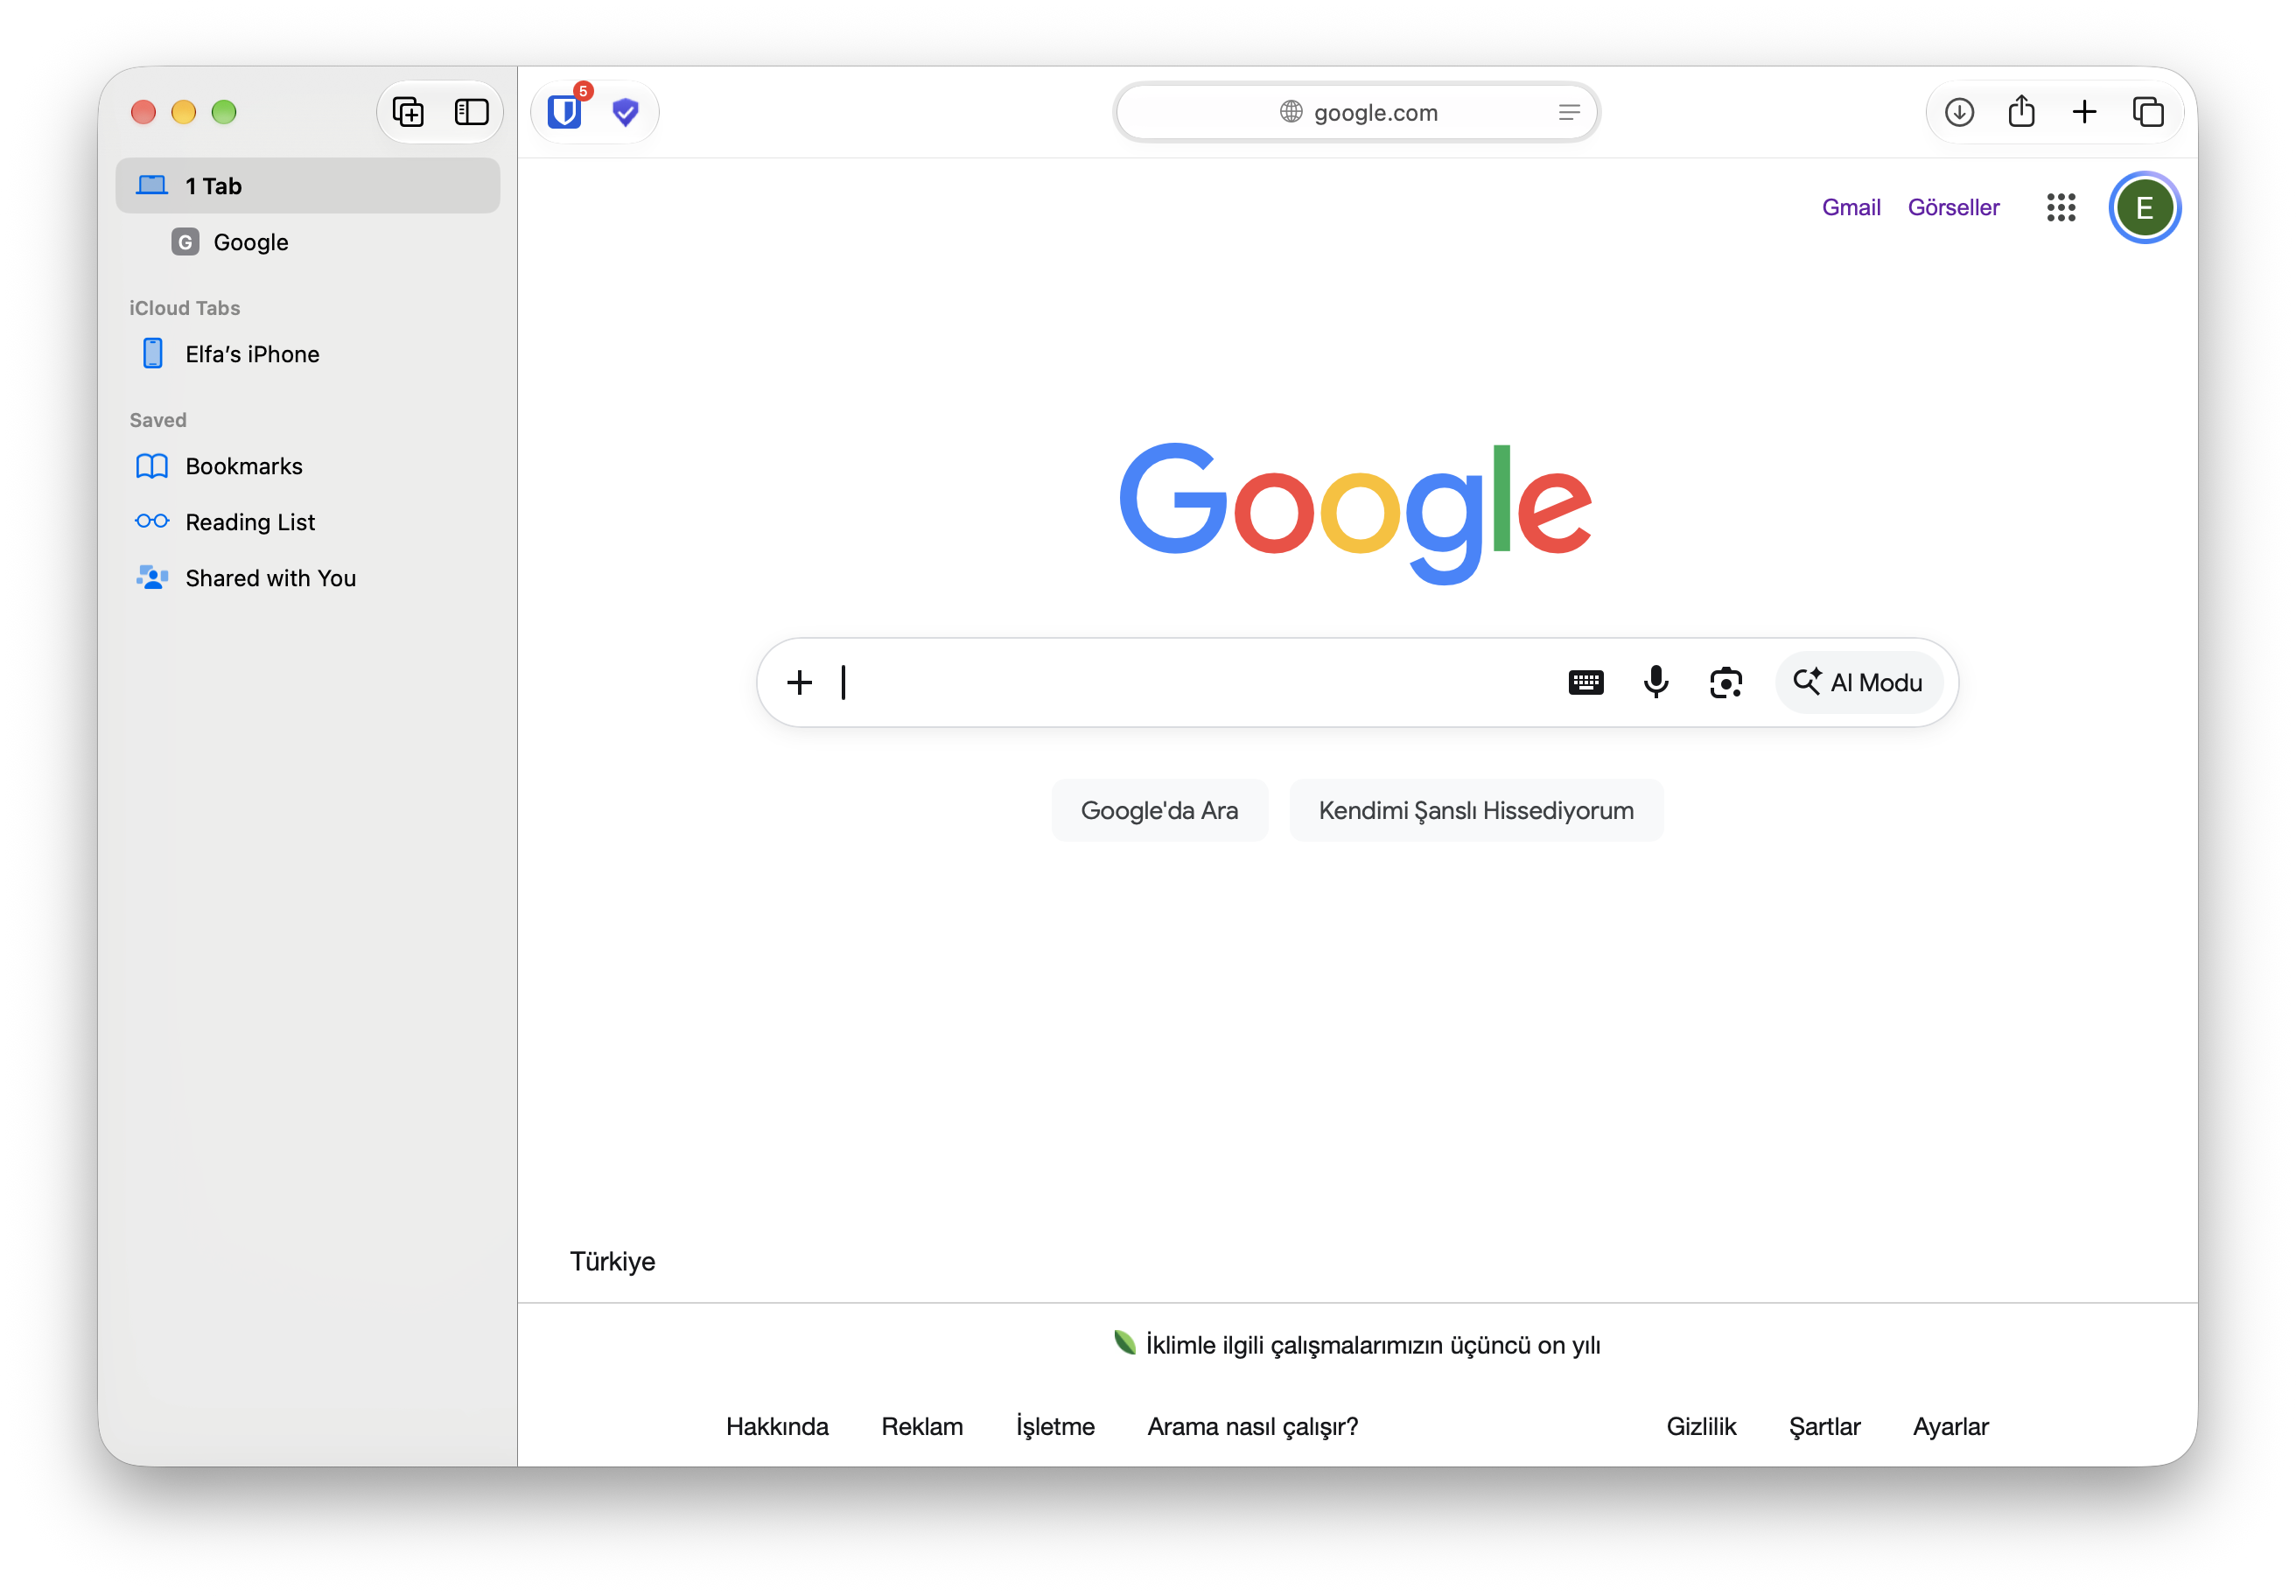 5
google.com
1 Tab
G Google
iCloud Tabs
Elfa’s iPhone
Saved
Bookmarks
Reading List
Shared with You
Gmail Görseller E
Google
AI Modu
Google'da Ara Kendimi Şanslı Hissediyorum
Türkiye
İklimle ilgili çalışmalarımızın üçüncü on yılı
Hakkında Reklam İşletme Arama nasıl çalışır? Gizlilik Şartlar Ayarlar